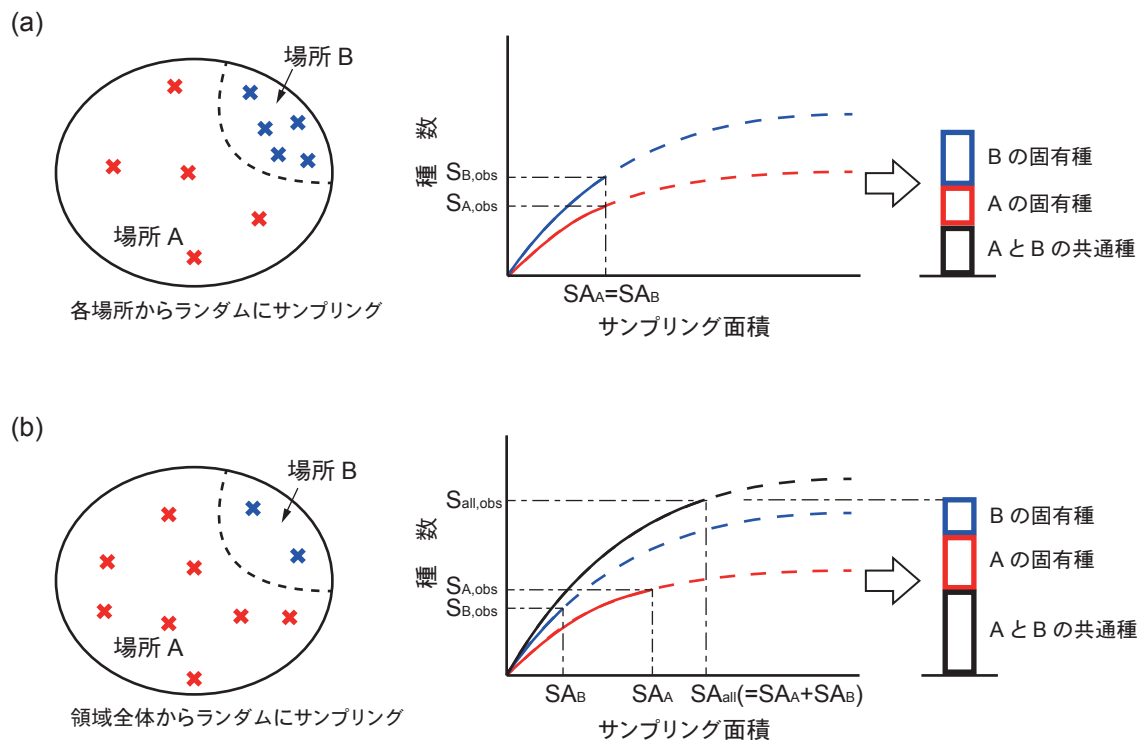 (a)
場所 B
場所 A
各場所からランダムにサンプリング
種 数
SB,obs
SA,obs
SAA=SAB
サンプリング面積
B の固有種
A の固有種
A と B の共通種
(b)
場所 B
場所 A
領域全体からランダムにサンプリング
種 数
Sall,obs
SA,obs
SB,obs
SAB
SAA
SAall(=SAA+SAB)
サンプリング面積
B の固有種
A の固有種
A と B の共通種